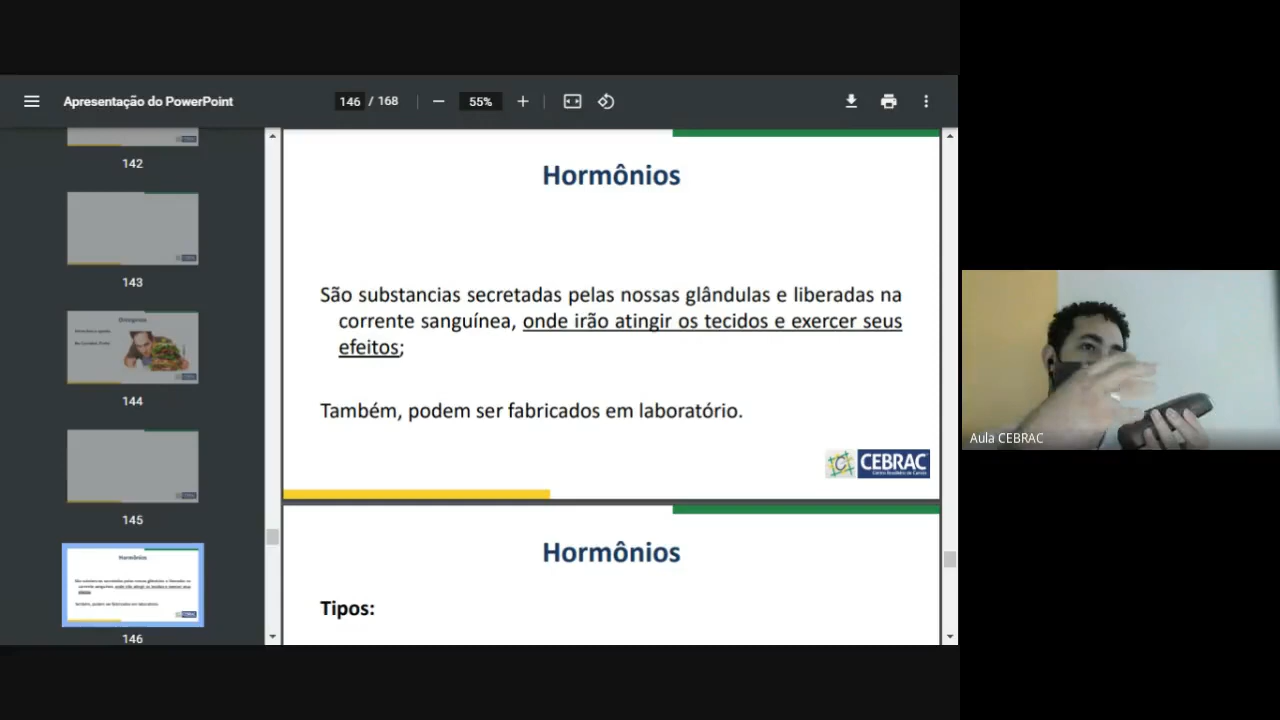 Apresentação do PowerPoint
146 / 168
55%
142
143
144
145
146
Hormônios
São substancias secretadas pelas nossas glândulas e liberadas na
corrente sanguínea, onde irão atingir os tecidos e exercer seus
efeitos;
Também, podem ser fabricados em laboratório.
CEBRAC
Hormônios
Tipos:
Aula CEBRAC